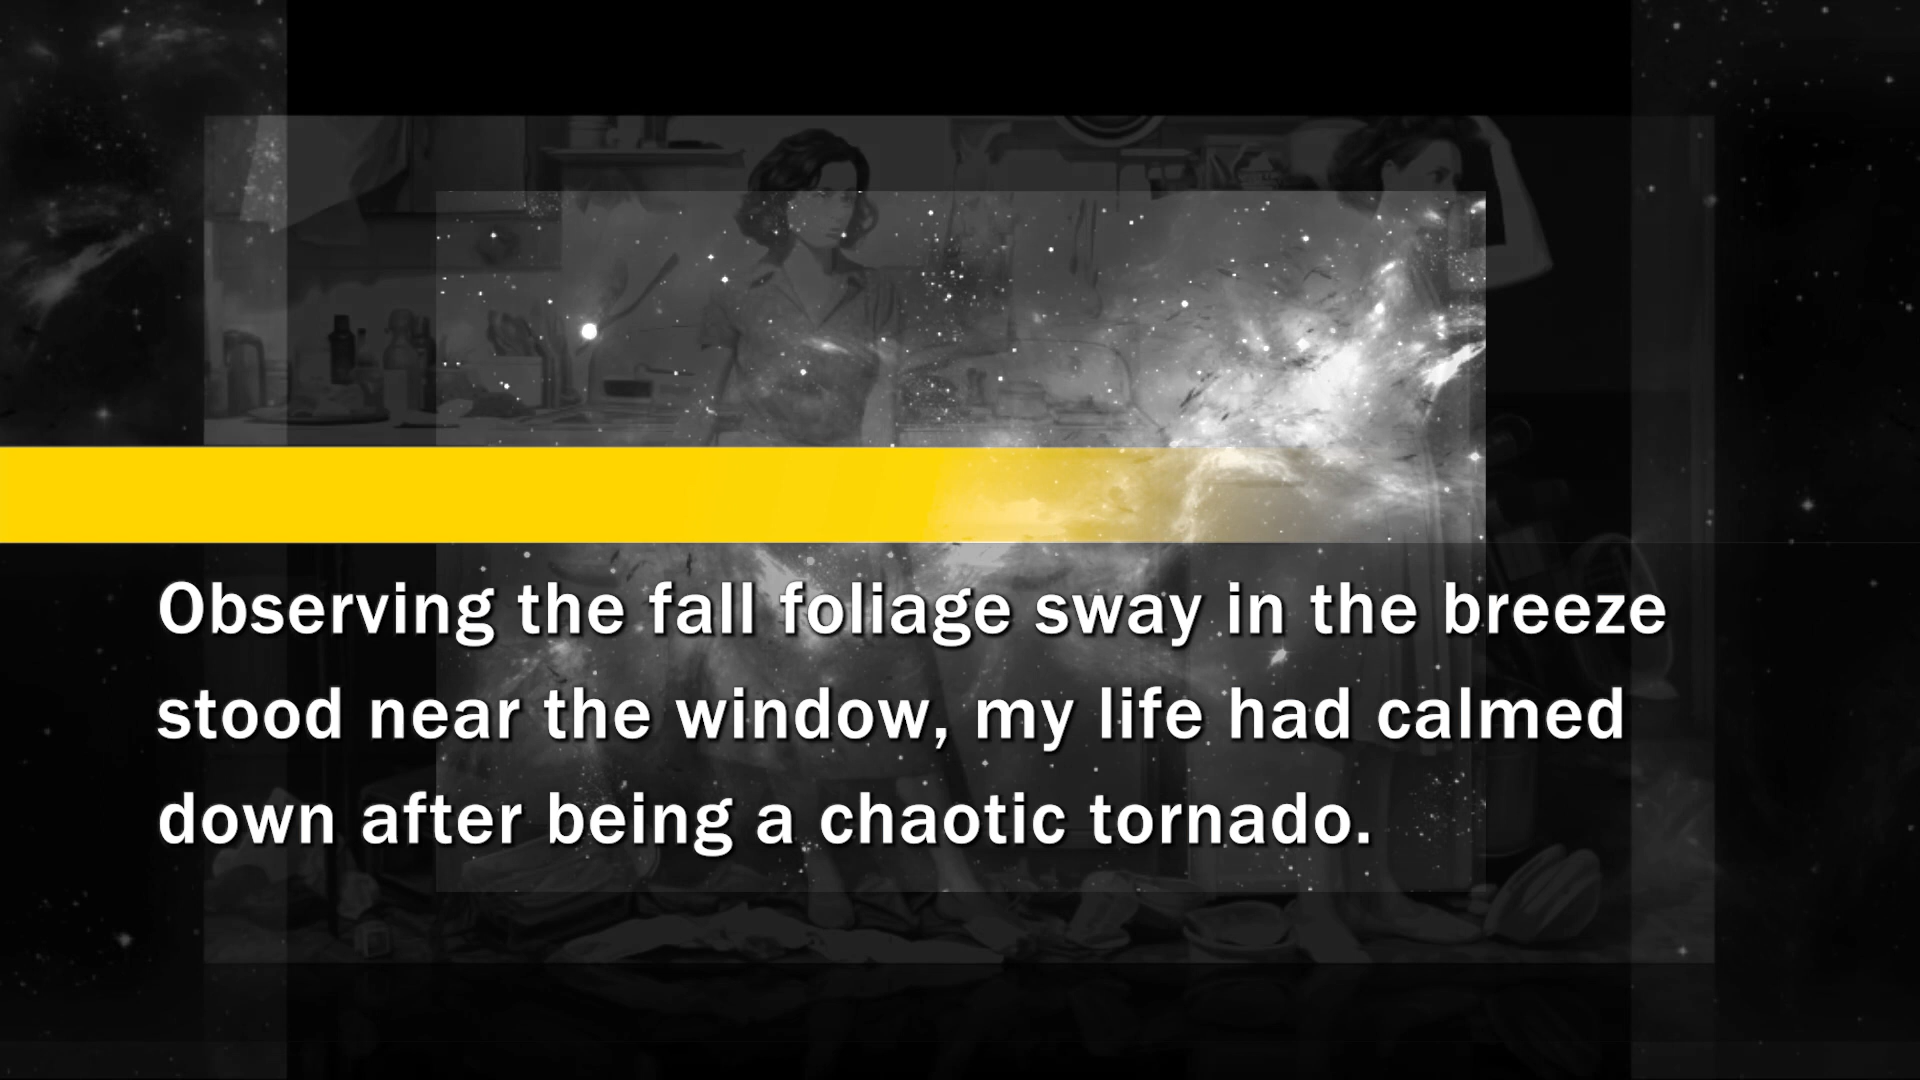 Observing the fall foliage sway in the breeze
stood near the window, my life had calmed
down after being a chaotic tornado.